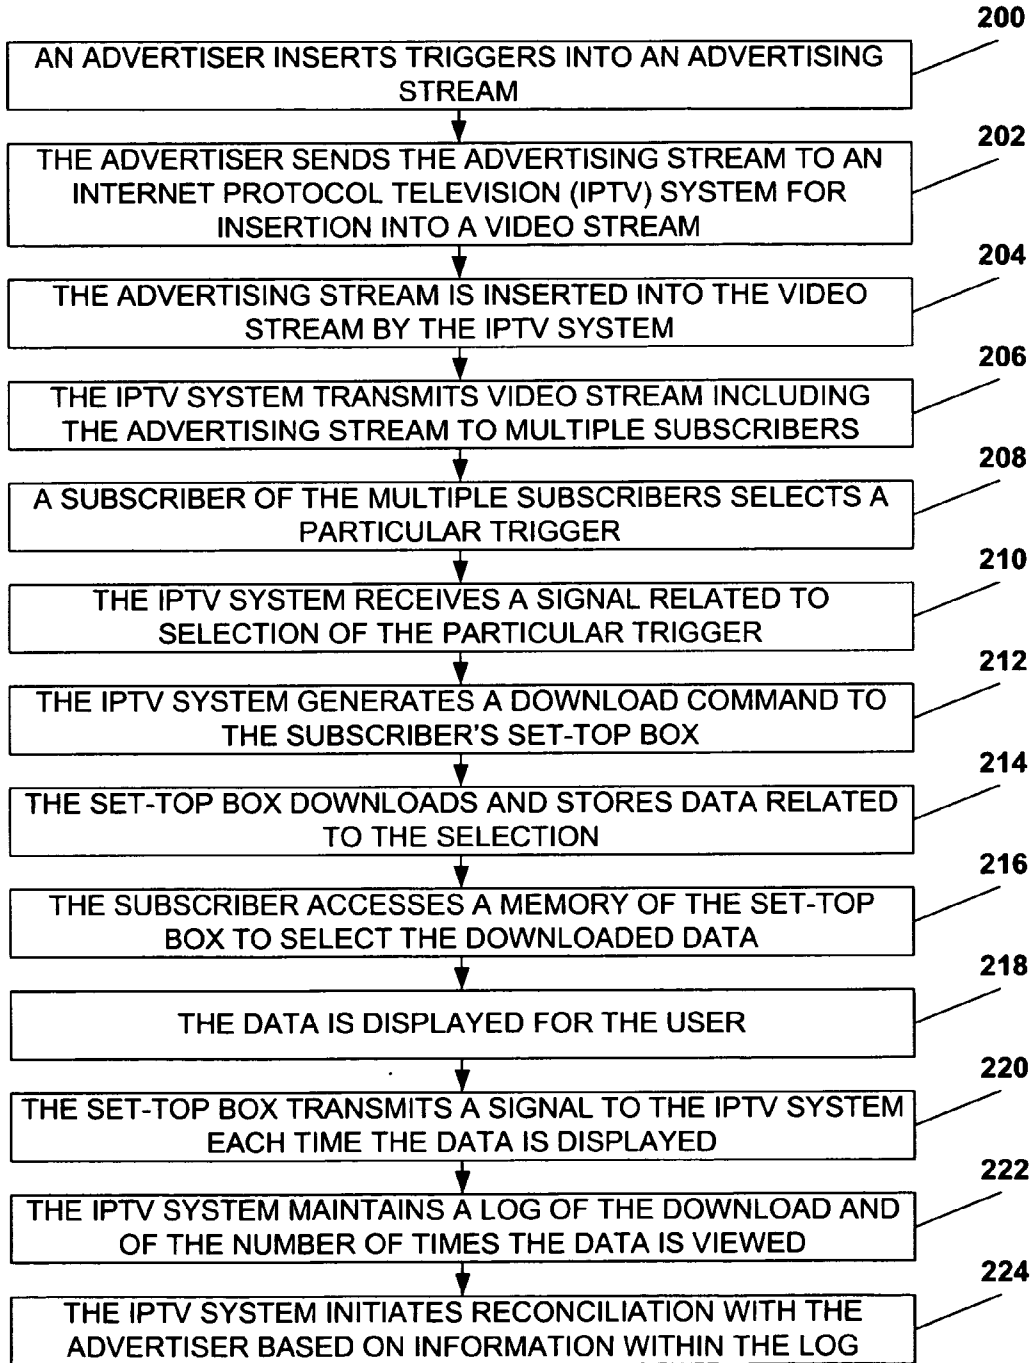 200
AN ADVERTISER INSERTS TRIGGERS INTO AN ADVERTISING
STREAM
202
THE ADVERTISER SENDS THE ADVERTISING STREAM TO AN
INTERNET PROTOCOL TELEVISION (IPTV) SYSTEM FOR
INSERTION INTO A VIDEO STREAM
204
THE ADVERTISING STREAM IS INSERTED INTO THE VIDEO
STREAM BY THE IPTV SYSTEM
206
THE IPTV SYSTEM TRANSMITS VIDEO STREAM INCLUDING
THE ADVERTISING STREAM TO MULTIPLE SUBSCRIBERS
208
A SUBSCRIBER OF THE MULTIPLE SUBSCRIBERS SELECTS A
PARTICULAR TRIGGER
210
THE IPTV SYSTEM RECEIVES A SIGNAL RELATED TO
SELECTION OF THE PARTICULAR TRIGGER
212
THE IPTV SYSTEM GENERATES A DOWNLOAD COMMAND TO
THE SUBSCRIBER'S SET-TOP BOX
214
THE SET-TOP BOX DOWNLOADS AND STORES DATA RELATED
TO THE SELECTION
216
THE SUBSCRIBER ACCESSES A MEMORY OF THE SET-TOP
BOX TO SELECT THE DOWNLOADED DATA
218
THE DATA IS DISPLAYED FOR THE USER
220
THE SET-TOP BOX TRANSMITS A SIGNAL TO THE IPTV SYSTEM
EACH TIME THE DATA IS DISPLAYED
222
THE IPTV SYSTEM MAINTAINS A LOG OF THE DOWNLOAD AND
OF THE NUMBER OF TIMES THE DATA IS VIEWED
224
THE IPTV SYSTEM INITIATES RECONCILIATION WITH THE
ADVERTISER BASED ON INFORMATION WITHIN THE LOG